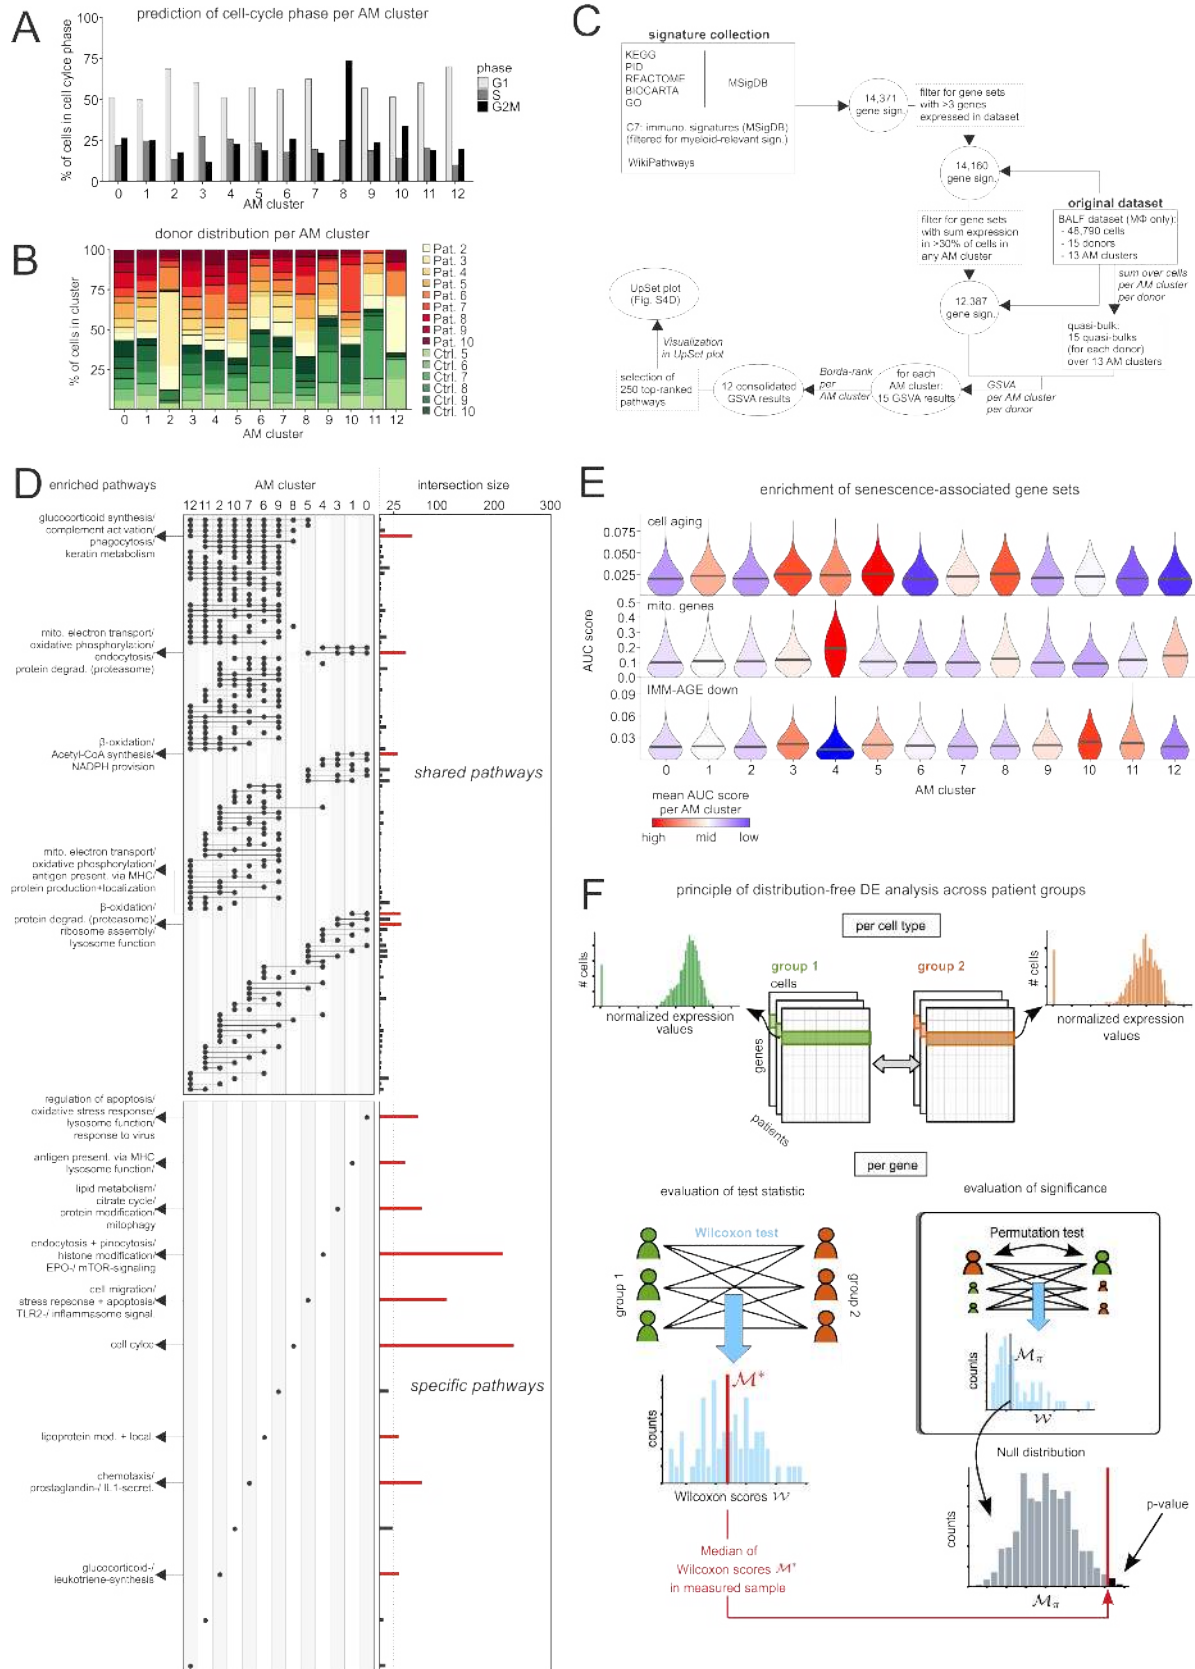 A
prediction of cell-cycle phase per AM cluster
% of cells in cell cylce phase
100
75
50
25
0
0 1 2 3 4 5 6 7 8 9 10 11 12
AM cluster
phase
G1
S
G2M
B
donor distribution per AM cluster
% of cells in cluster
100
75
50
25
0 1 2 3 4 5 6 7 8 9 10 11 12
AM cluster
Pat. 2
Pat. 3
Pat. 4
Pat. 5
Pat. 6
Pat. 7
Pat. 8
Pat. 9
Pat. 10
Ctrl. 5
Ctrl. 6
Ctrl. 7
Ctrl. 8
Ctrl. 9
Ctrl. 10
C
signature collection
KEGG
PID
REACTOME
BIOCARTA
GO
MSigDB
C7: immuno. signatures (MSigDB)
(filtered for myeloid-relevant sign.)
WikiPathways
14,371
gene sign.
filter for gene sets
with >3 genes
expressed in dataset
14,160
gene sign.
original dataset
BALF dataset (MΦ only):
- 48,790 cells
- 15 donors
- 13 AM clusters
filter for gene sets
with sum expression
in >30% of cells in
any AM cluster
sum over cells
per AM cluster
per donor
12,387
gene sign.
quasi-bulk:
15 quasi-bulks
(for each donor)
over 13 AM clusters
GSVA
per AM cluster
per donor
for each
AM cluster:
15 GSVA results
Borda-rank
per
AM cluster
12 consolidated
GSVA results
selection of
250 top-ranked
pathways
Visualization
in UpSet plot
UpSet plot
(Fig. S4D)
D
enriched pathways
AM cluster
intersection size
12 11 2 10 7 6 9 8 5 4 3 1 0
25 100 200 300
glucocorticoid synthesis/
complement activation/
phagocytosis/
keratin metabolism
mito. electron transport/
oxidative phosphorylation/
endocytosis/
protein degrad. (proteasome)
β-oxidation/
Acetyl-CoA synthesis/
NADPH provision
shared pathways
mito. electron transport/
oxidative phosphorylation/
antigen present. via MHC/
protein production+localization
β-oxidation/
protein degrad. (proteasome)/
ribosome assembly/
lysosome function
regulation of apoptosis/
oxidative stress response/
lysosome function/
response to virus
antigen present. via MHC
lysosome function/
lipid metabolism/
citrate cycle/
protein modification/
mitophagy
endocytosis + pinocytosis/
histone modification/
EPO-/ mTOR-signaling
cell migration/
stress repsonse + apoptosis/
TLR2-/ inflammasome signal.
cell cylce
specific pathways
lipoprotein mod. + local.
chemotaxis/
prostaglandin-/ IL1-secret.
glucocorticoid-/
leukotriene-synthesis
E
enrichment of senescence-associated gene sets
AUC score
cell aging
0.075
0.050
0.025
mito. genes
0.5
0.4
0.3
0.2
0.1
0.0
IMM-AGE down
0.09
0.06
0.03
0 1 2 3 4 5 6 7 8 9 10 11 12
AM cluster
mean AUC score
per AM cluster
high mid low
F
principle of distribution-free DE analysis across patient groups
per cell type
# cells
normalized expression
values
group 1
cells
genes
patients
group 2
# cells
normalized expression
values
per gene
evaluation of test statistic
Wilcoxon test
group 1
group 2
counts
M*
Wilcoxon scores W
Median of
Wilcoxon scores M*
in measured sample
evaluation of significance
Permutation test
counts
Mπ
W
Null distribution
counts
Mπ
p-value